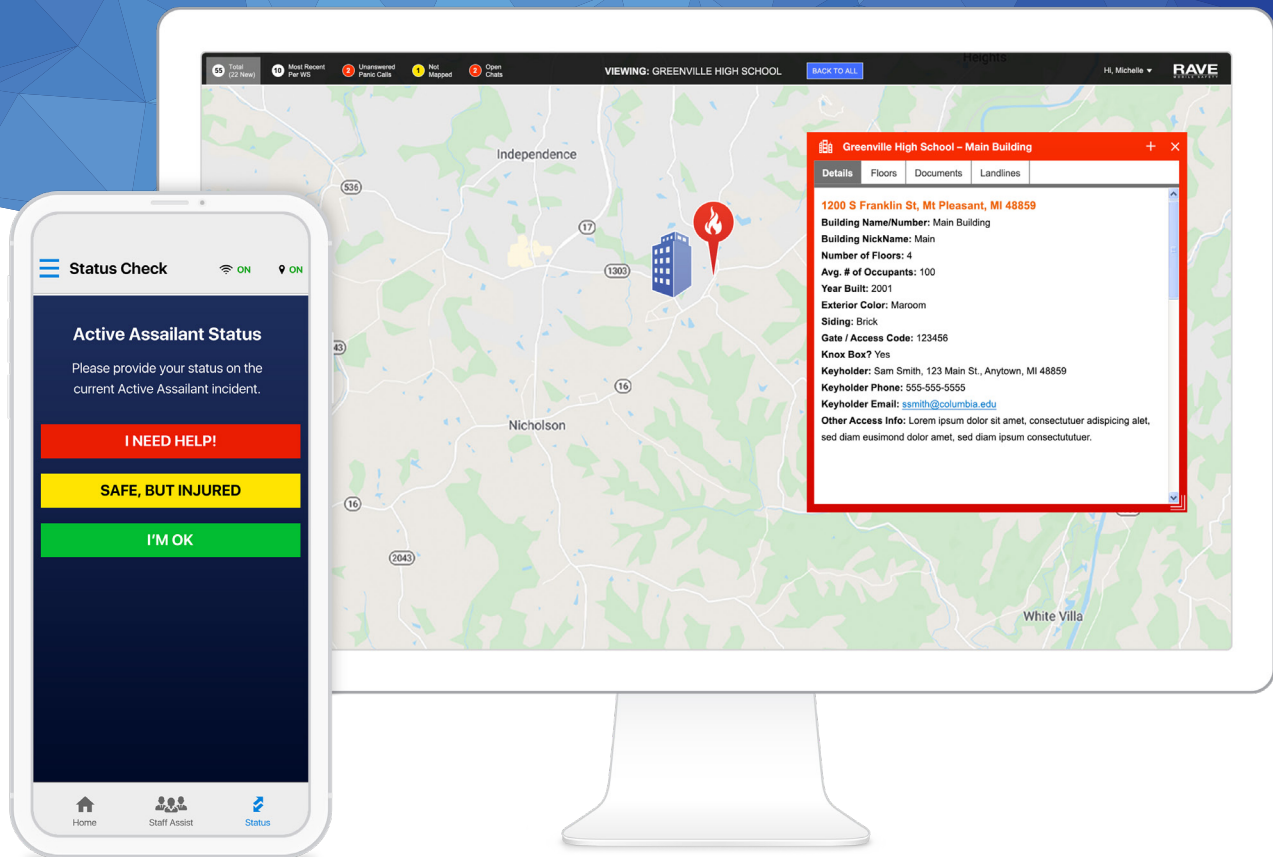 55 Total (22 New)
10 Most Recent Per WS
2 Unanswered Panic Calls
1 Not Mapped
2 Open Chats
VIEWING: GREENVILLE HIGH SCHOOL
BACK TO ALL
Hi, Michelle
RAVE
MOBILE SAFETY
Heights
Independence
536
17
1303
43
16
Nicholson
16
2043
White Villa
Greenville High School – Main Building
Details Floors Documents Landlines
1200 S Franklin St, Mt Pleasant, MI 48859
Building Name/Number: Main Building
Building NickName: Main
Number of Floors: 4
Avg. # of Occupants: 100
Year Built: 2001
Exterior Color: Maroom
Siding: Brick
Gate / Access Code: 123456
Knox Box? Yes
Keyholder: Sam Smith, 123 Main St., Anytown, MI 48859
Keyholder Phone: 555-555-5555
Keyholder Email: ssmith@columbia.edu
Other Access Info: Lorem ipsum dolor sit amet, consectutuer adispicing alet,
sed diam eusimond dolor amet, sed diam ipsum consectututuer.
Status Check ON ON
Active Assailant Status
Please provide your status on the
current Active Assailant incident.
I NEED HELP!
SAFE, BUT INJURED
I'M OK
Home Staff Assist Status